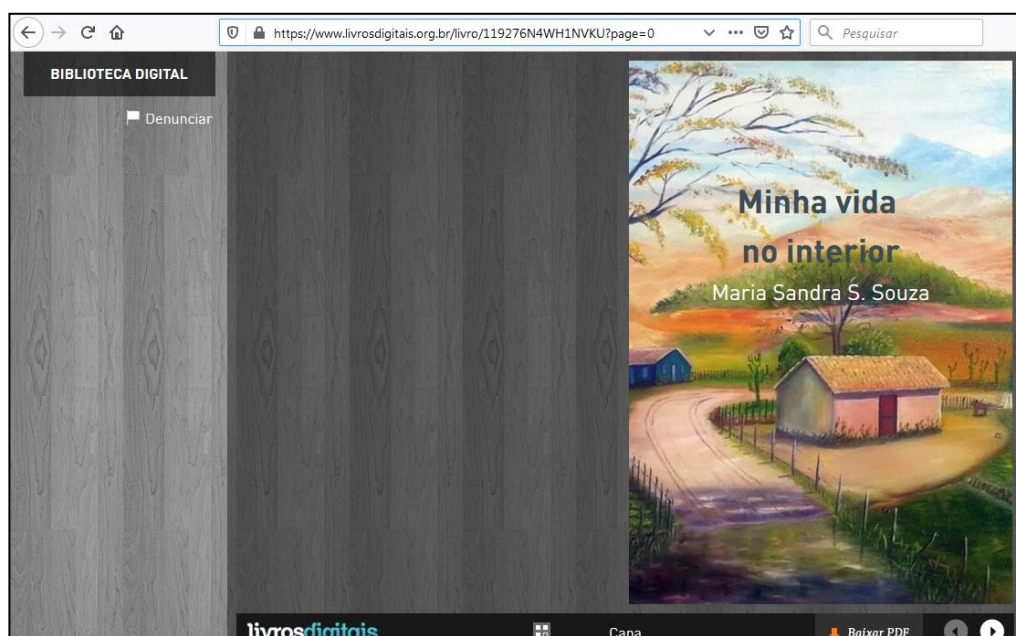 https://www.livrosdigitais.org.br/livro/119276N4WH1NVKU?page=0
Pesquisar
BIBLIOTECA DIGITAL
Denunciar
Minha vida
no interior
Maria Sandra S. Souza
livrosdigitais
Capa
Baixar PDF